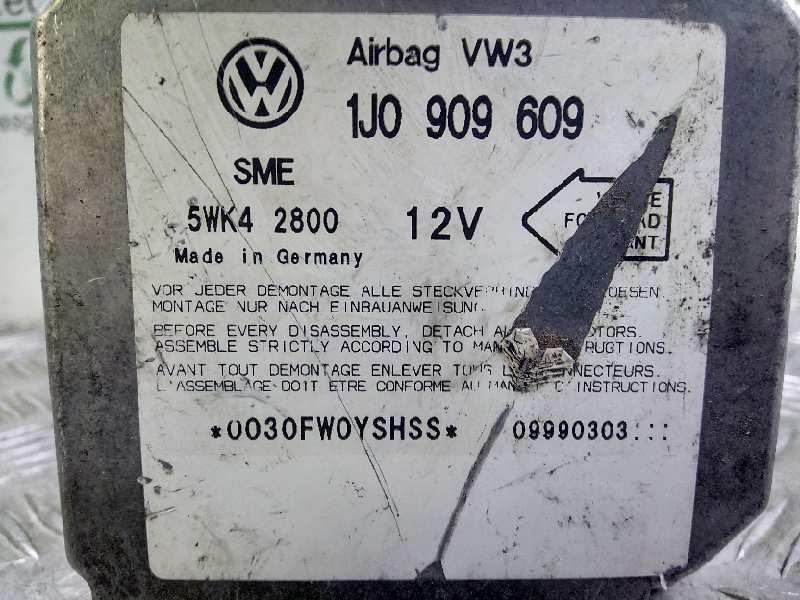 Airbag VW3
1J0 909 609
SME
5WK4 2800 12V
Made in Germany
VOR JEDER DEMONTAGE ALLE
MONTAGE NUR NACH EINBAUANWEISUNG.
BEFORE EVERY DISASSEMBLY, DETACH
ASSEMBLE STRICTLY ACCORDING TO
AVANT TOUT DEMONTAGE ENLEVER TOUS
L'ASSEMBLAGE DOIT ETRE CONFORME INSTRUCTIONS.
*0030FW0YSHSS* 09990303:::